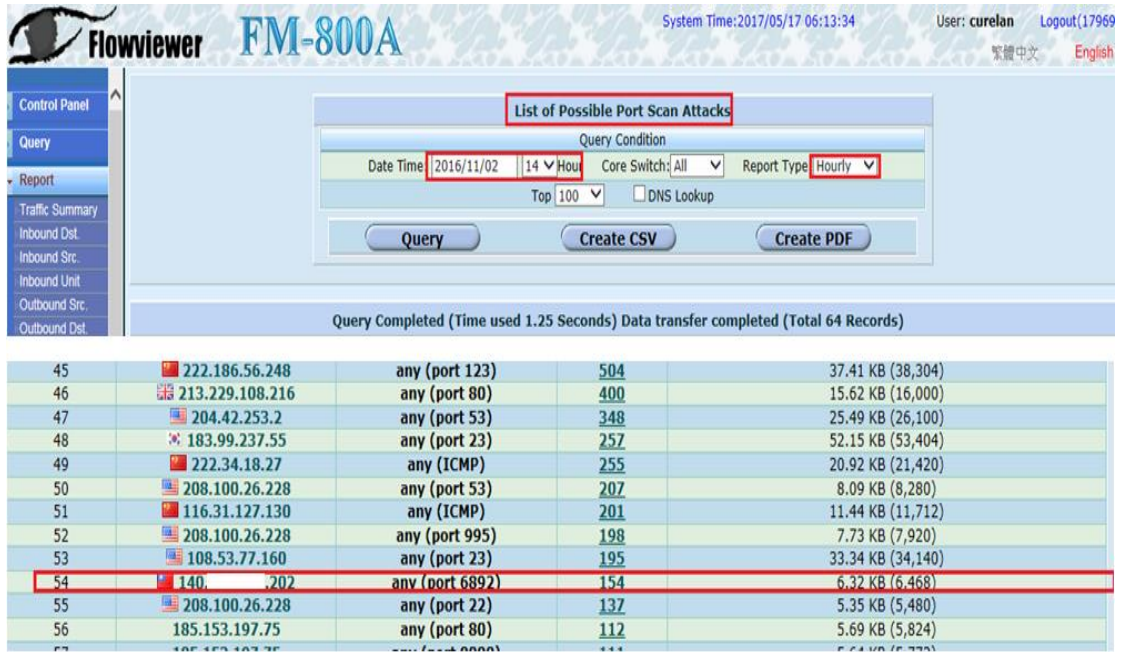 Flowviewer FM-800A System Time:2017/05/17 06:13:34 User: curelan Logout(17969
繁體中文 English
Control Panel
Query
Report
Traffic Summary
Inbound Dst.
Inbound Src.
Inbound Unit
Outbound Src.
Outbound Dst.
List of Possible Port Scan Attacks
Query Condition
Date Time: 2016/11/02 14 Hour Core Switch: All Report Type Hourly
Top 100 DNS Lookup
Query Create CSV Create PDF
Query Completed (Time used 1.25 Seconds) Data transfer completed (Total 64 Records)
45 222.186.56.248 any (port 123) 504 37.41 KB (38,304)
46 213.229.108.216 any (port 80) 400 15.62 KB (16,000)
47 204.42.253.2 any (port 53) 348 25.49 KB (26,100)
48 183.99.237.55 any (port 23) 257 52.15 KB (53,404)
49 222.34.18.27 any (ICMP) 255 20.92 KB (21,420)
50 208.100.26.228 any (port 53) 207 8.09 KB (8,280)
51 116.31.127.130 any (ICMP) 201 11.44 KB (11,712)
52 208.100.26.228 any (port 995) 198 7.73 KB (7,920)
53 108.53.77.160 any (port 23) 195 33.34 KB (34,140)
54 140. .202 any (port 6892) 154 6.32 KB (6,468)
55 208.100.26.228 any (port 22) 137 5.35 KB (5,480)
56 185.153.197.75 any (port 80) 112 5.69 KB (5,824)